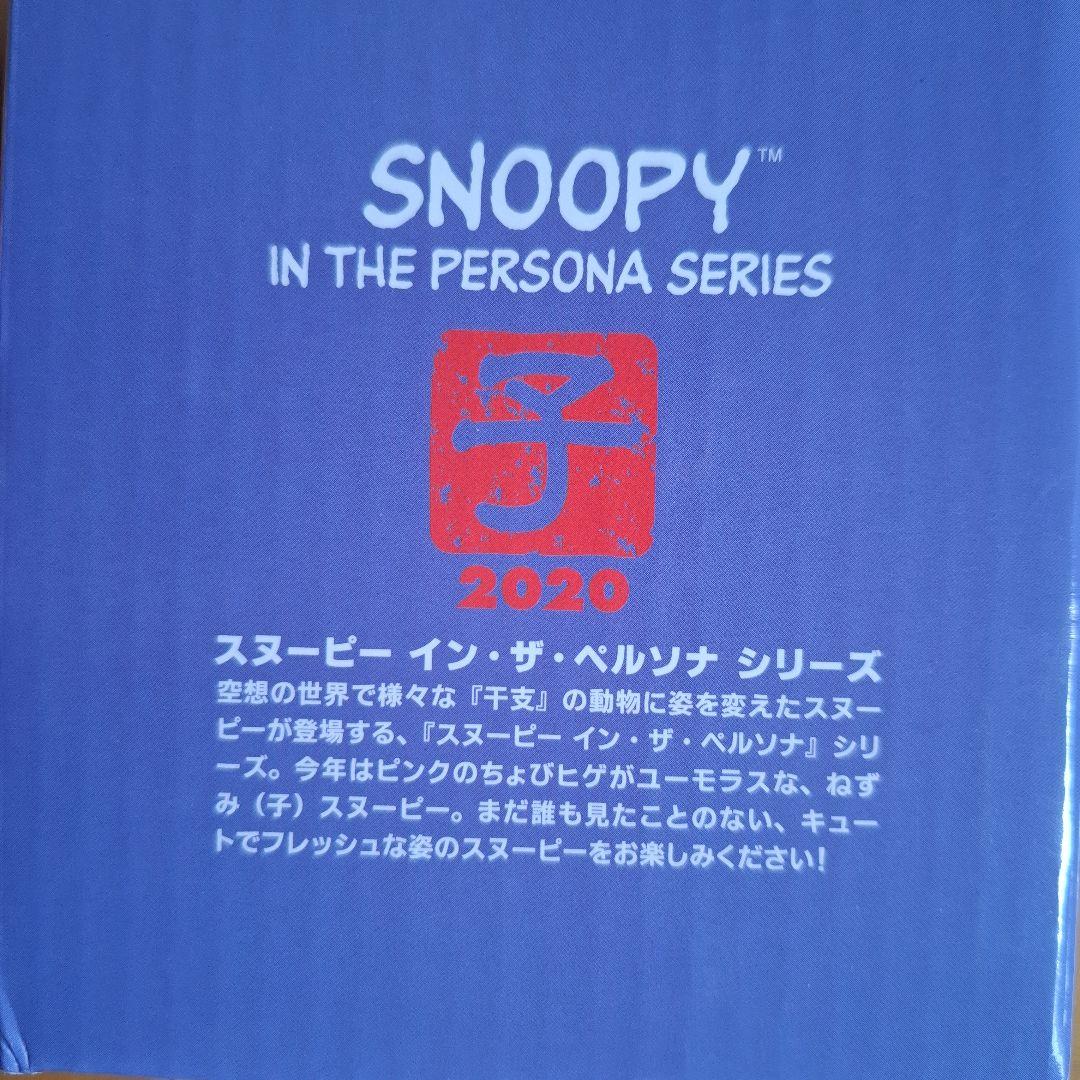 SNOOPY™
IN THE PERSONA SERIES
子
2020
スヌーピー イン・ザ・ペルソナ シリーズ
空想の世界で様々な『干支』の動物に姿を変えたスヌー
ピーが登場する、『スヌーピー イン・ザ・ペルソナ』シリ
ーズ。今年はピンクのちょびヒゲがユーモラスな、ねず
み（子）スヌーピー。まだ誰も見たことのない、キュー
トでフレッシュな姿のスヌーピーをお楽しみください！